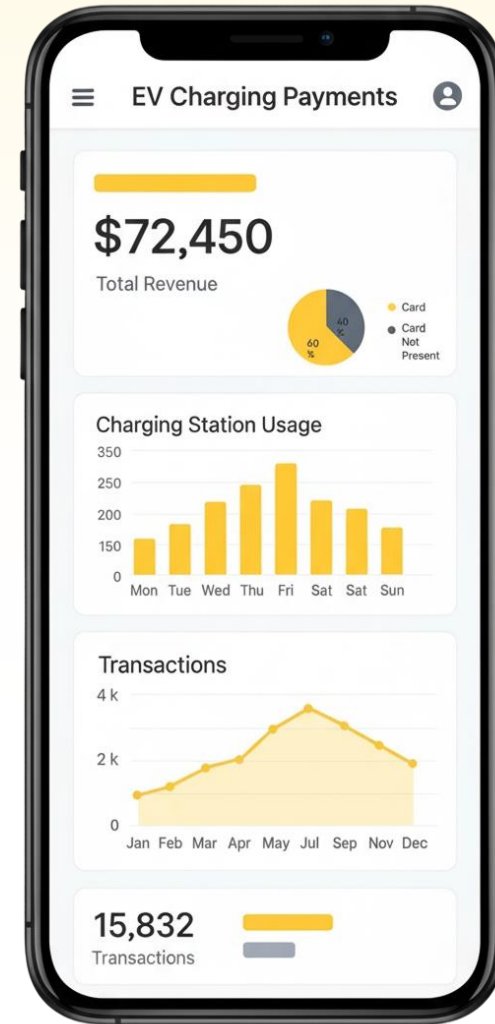 EV Charging Payments
$72,450
Total Revenue
60
%
40
%
Card
Card
Not
Present
Charging Station Usage
350
250
200
150
0
Mon Tue Wed Thu Fri Sat Sat Sun
Transactions
4 k
2 k
0
Jan Feb Mar Apr May Jul Sep Nov Dec
15,832
Transactions